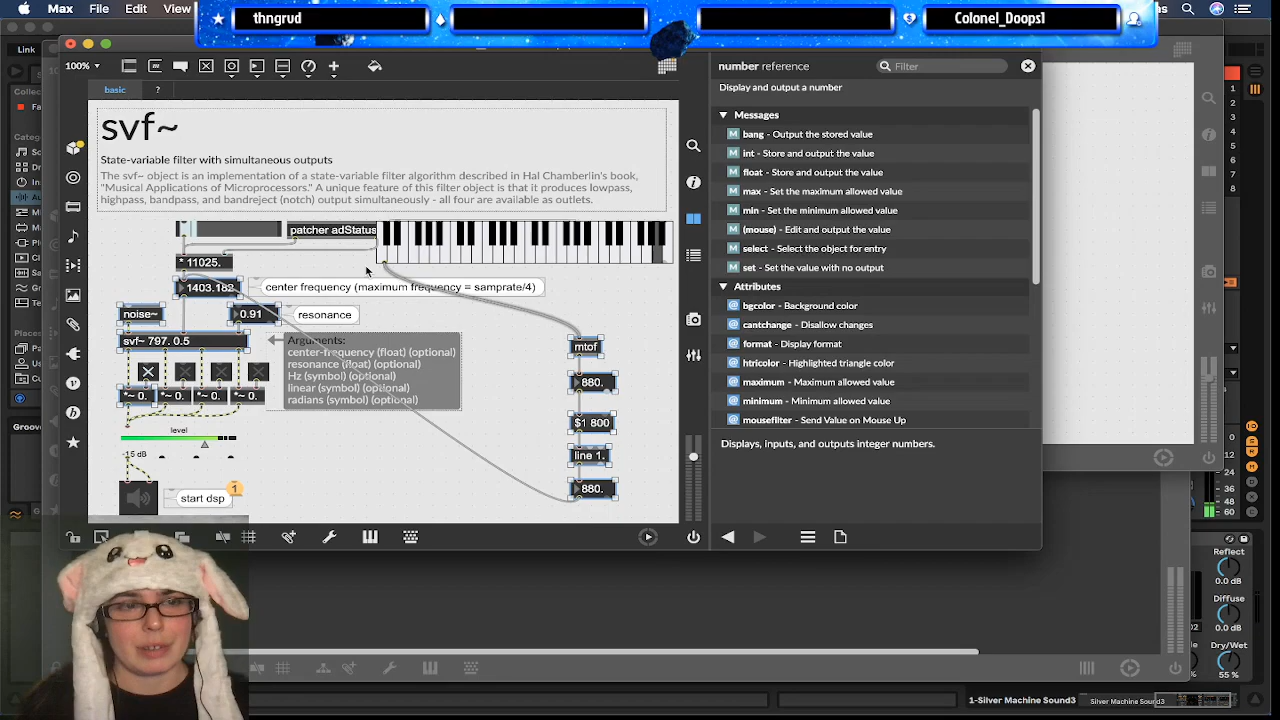 thngrud
Colonel_Doops1
Max
File
Edit
View
Link
100%
basic
?
svf~
State-variable filter with simultaneous outputs
The svf~ object is an implementation of a state-variable filter algorithm described in Hal Chamberlin's book,
"Musical Applications of Microprocessors." A unique feature of this filter object is that it produces lowpass,
highpass, bandpass, and bandreject (notch) output simultaneously - all four are available as outlets.
patcher adStatus
* 11025.
1403.182
center frequency (maximum frequency = samprate/4)
noise~
0.91
resonance
svf~ 797. 0.5
Arguments:
center-frequency (float) (optional)
resonance (float) (optional)
Hz (symbol) (optional)
linear (symbol) (optional)
radians (symbol) (optional)
*~ 0.
*~ 0.
*~ 0.
*~ 0.
level
start dsp
1
mtof
880.
$1 800
line 1.
880.
number reference
Filter
Display and output a number
Messages
bang - Output the stored value
int - Store and output the value
float - Store and output the value
max - Set the maximum allowed value
min - Set the minimum allowed value
(mouse) - Edit and output the value
select - Select the object for entry
set - Set the value with no output
Attributes
bgcolor - Background color
cantchange - Disallow changes
format - Display format
htricolor - Highlighted triangle color
maximum - Maximum allowed value
minimum - Minimum allowed value
mousefilter - Send Value on Mouse Up
Displays, inputs, and outputs integer numbers.
Groove
Reflect
0.0 dB
Diffuse
0.0 dB
Dry/Wet
55 %
24
36
48
60
1-Silver Machine Sound3
Silver Machine Sound3